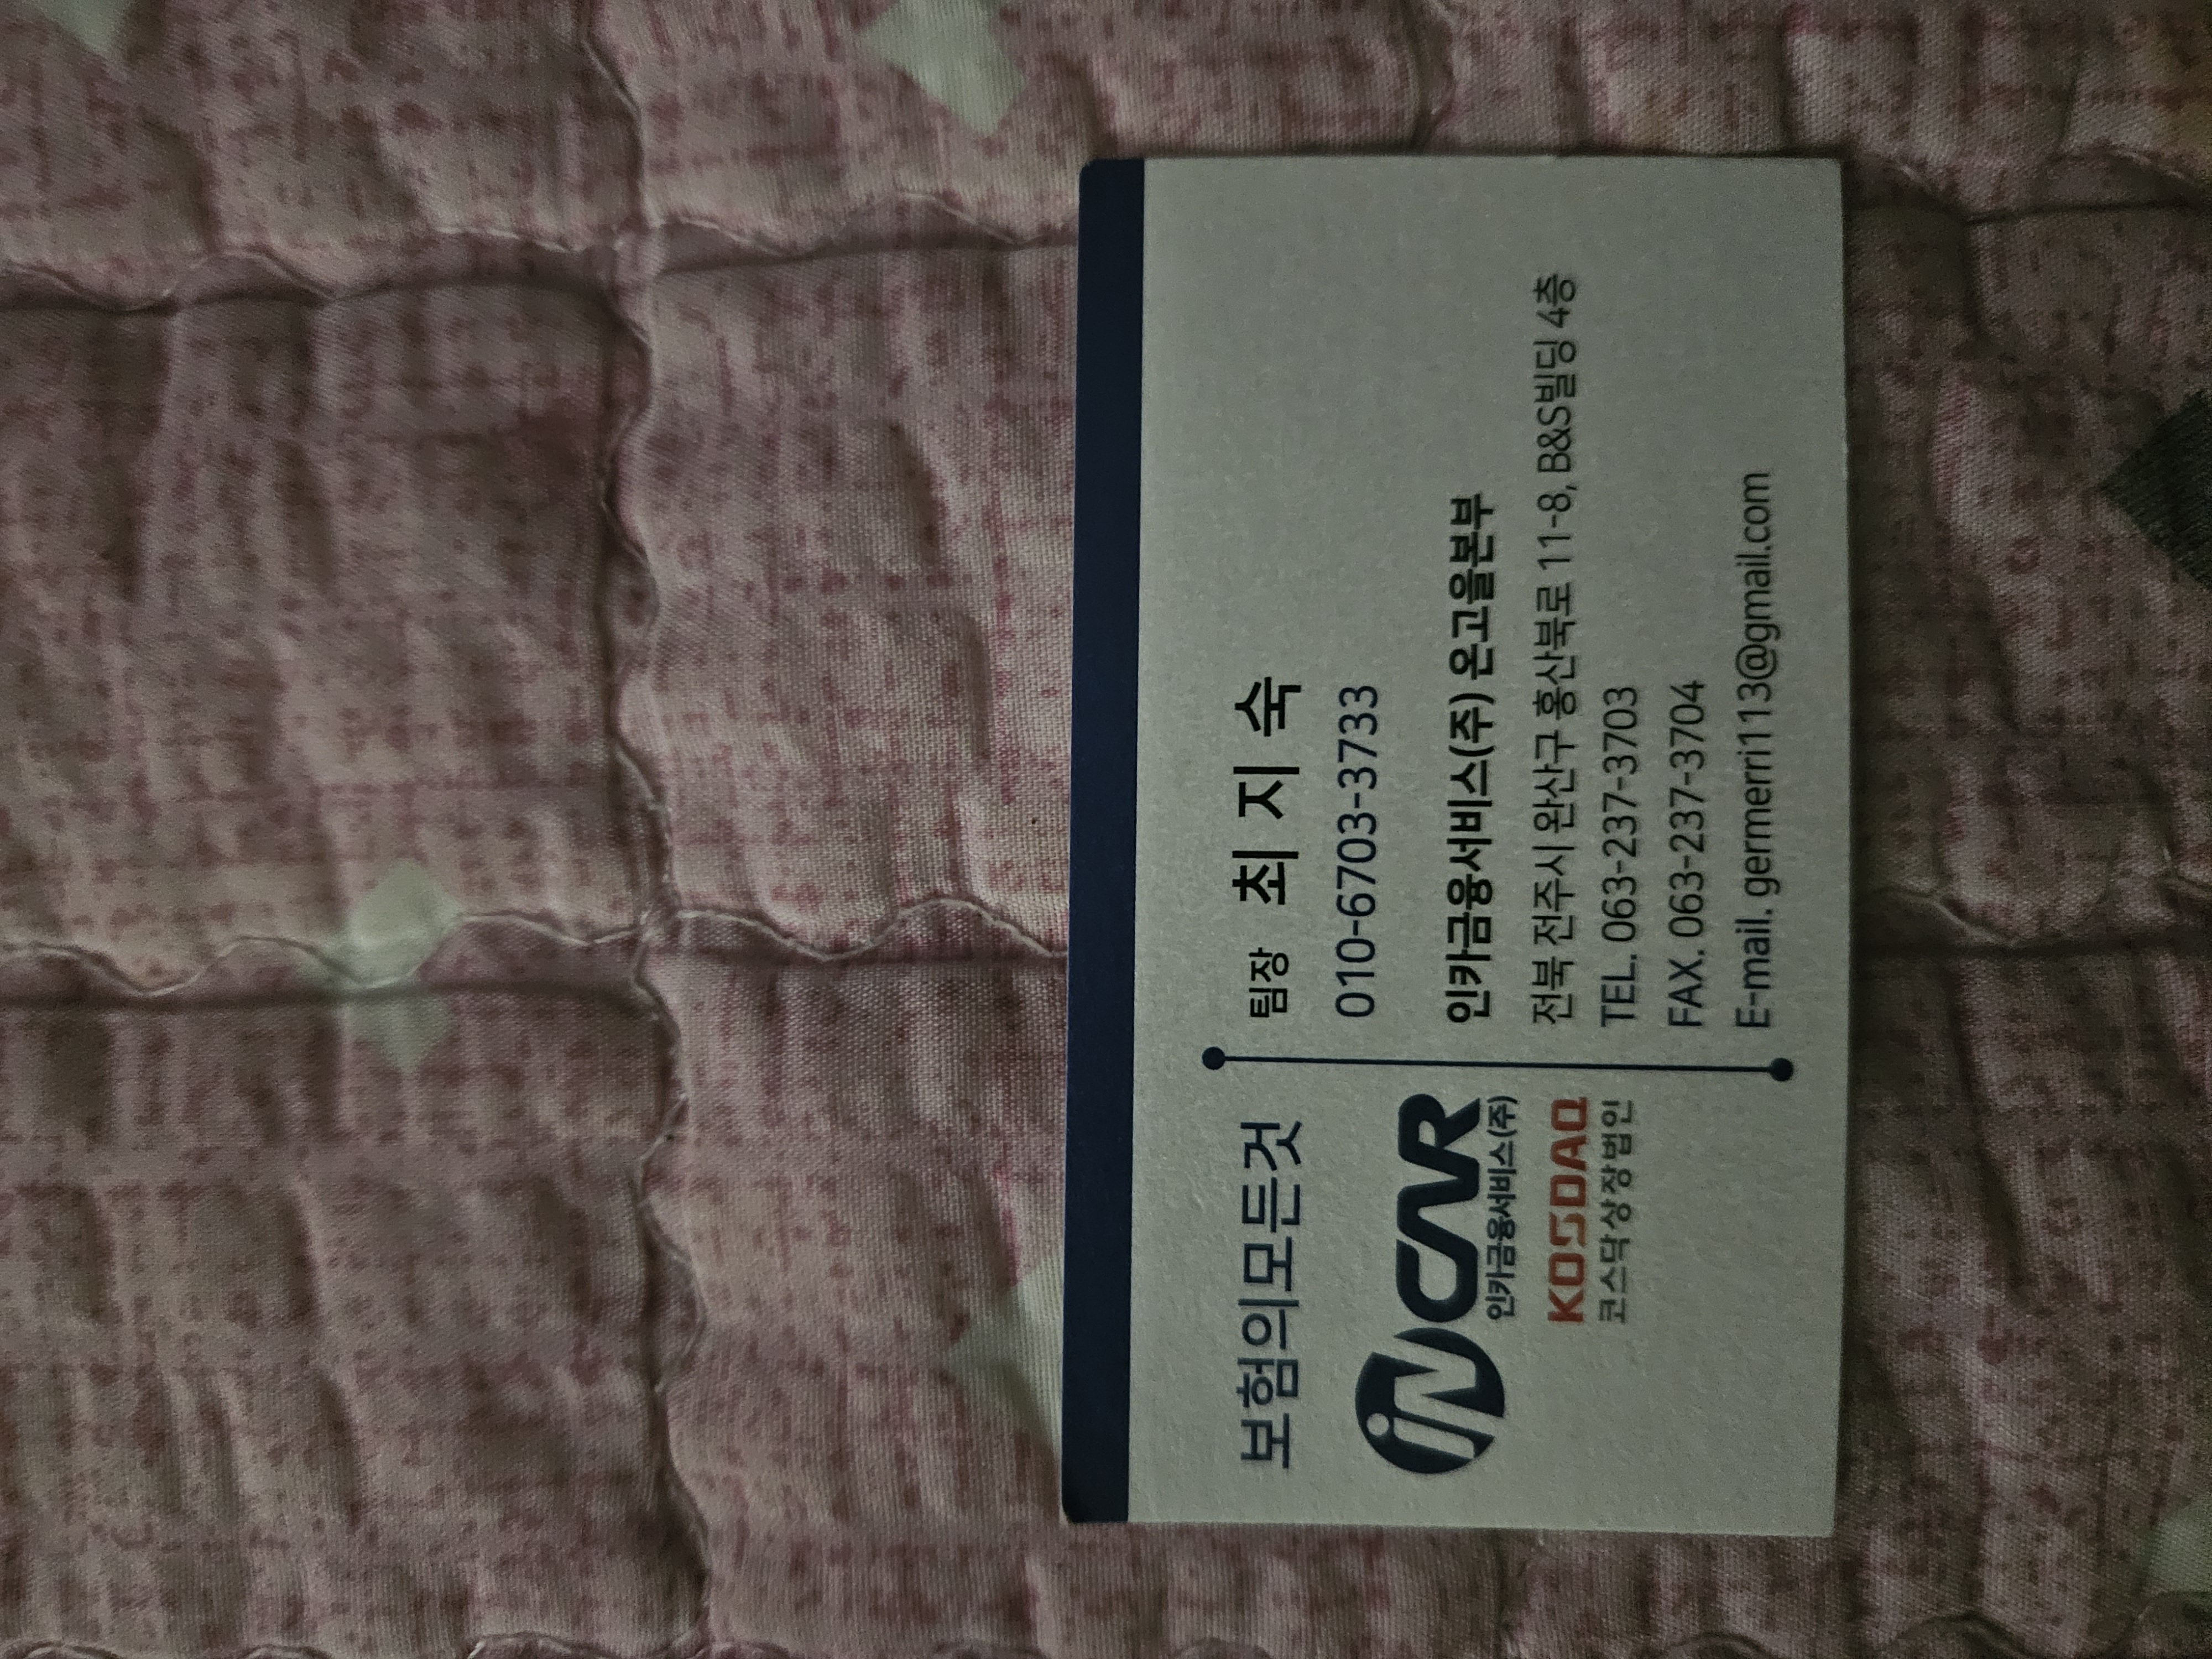 보험의모든것
iN CAR
인카금융서비스(주)
KOSDAQ
코스닥상장법인
팀장 최 지 숙
010-6703-3733
인카금융서비스(주) 온고을본부
전북 전주시 완산구 홍산북로 11-8, B&S빌딩 4층
TEL. 063-237-3703
FAX. 063-237-3704
E-mail. germerri113@gmail.com